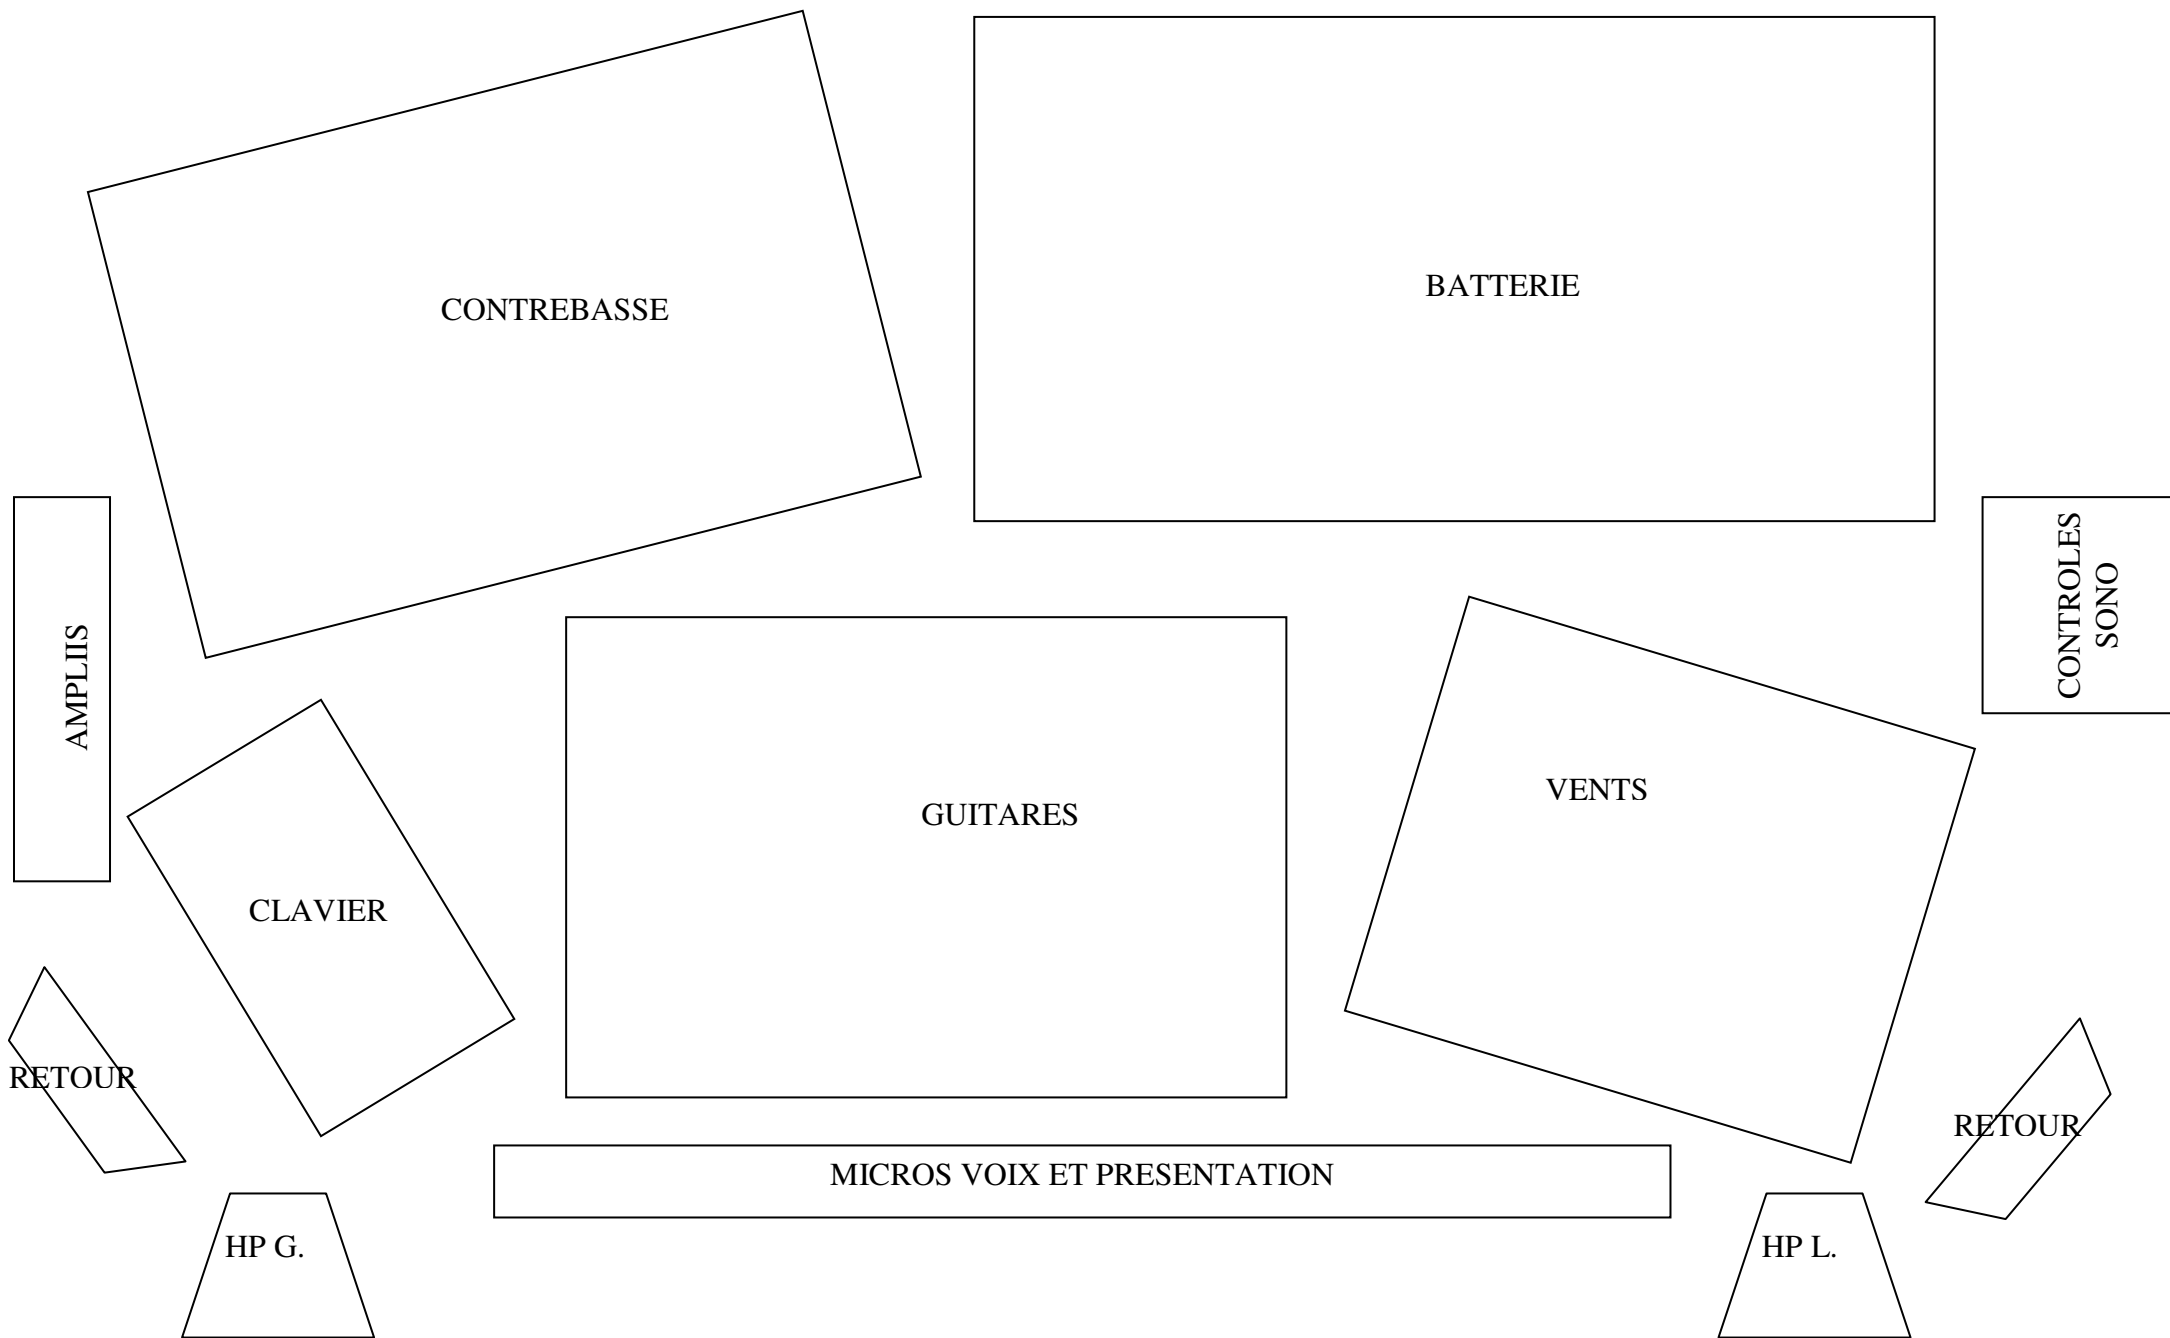 BATTERIE
CONTREBASSE
CONTROLES
SONO
AMPLIIS
VENTS
GUITARES
CLAVIER
RETOUR
RETOUR
MICROS VOIX ET PRESENTATION
HP G.
HP L.